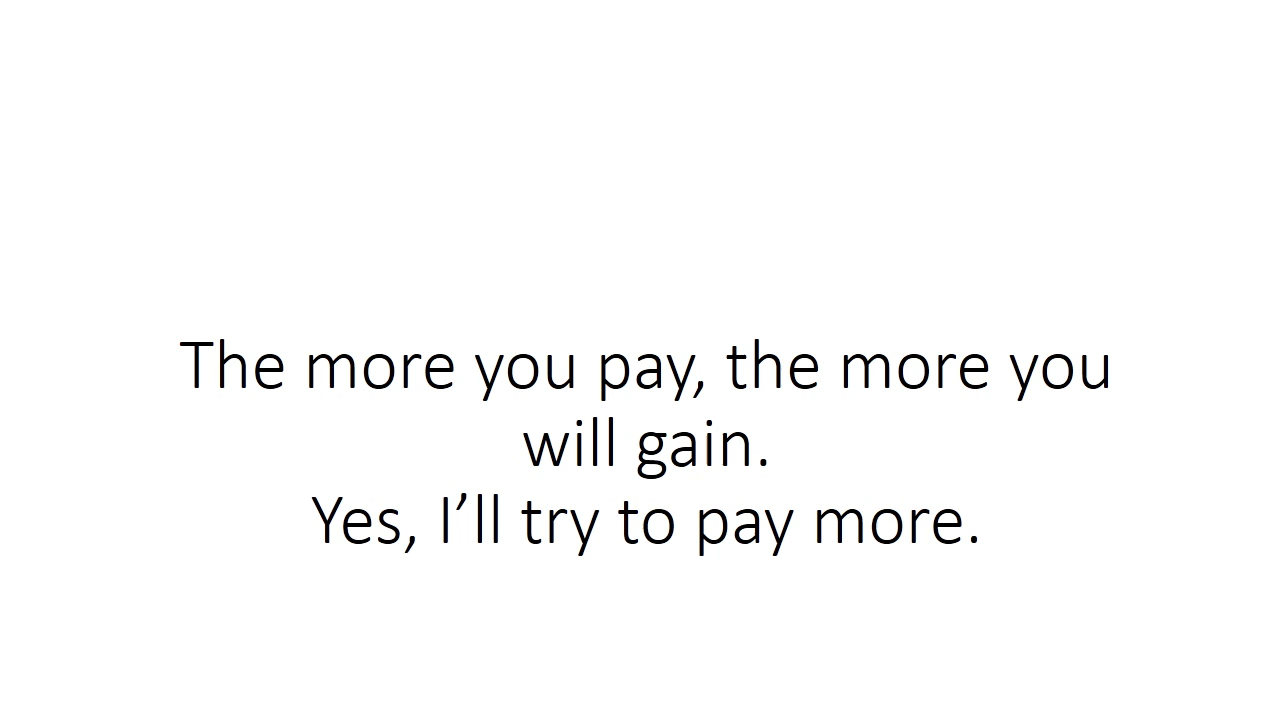 The more you pay, the more you
will gain.
Yes, I’ll try to pay more.